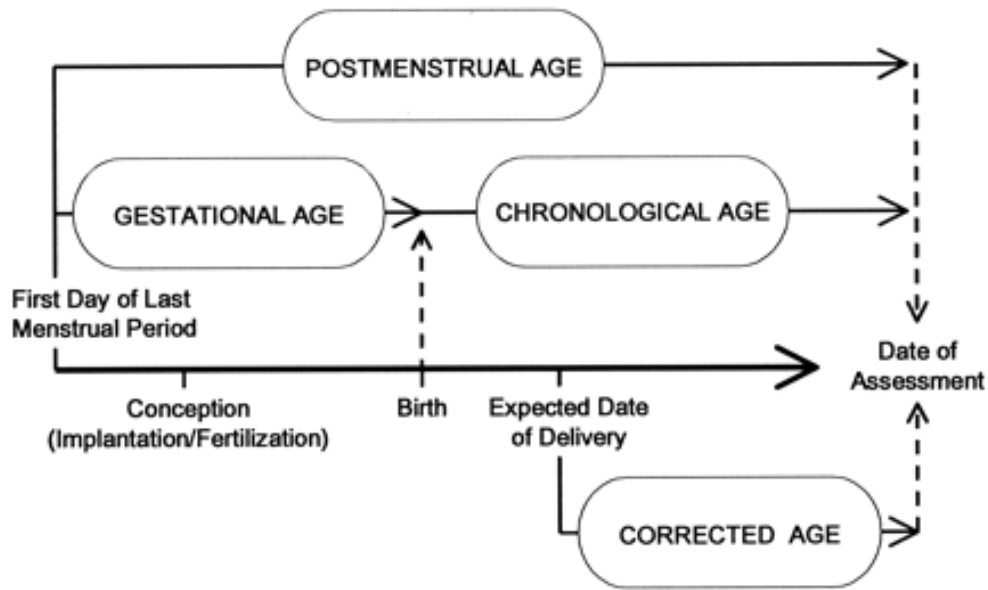 POSTMENSTRUAL AGE
GESTATIONAL AGE
CHRONOLOGICAL AGE
First Day of Last
Menstrual Period
Date of
Assessment
Conception
(Implantation/Fertilization)
Birth
Expected Date
of Delivery
CORRECTED AGE